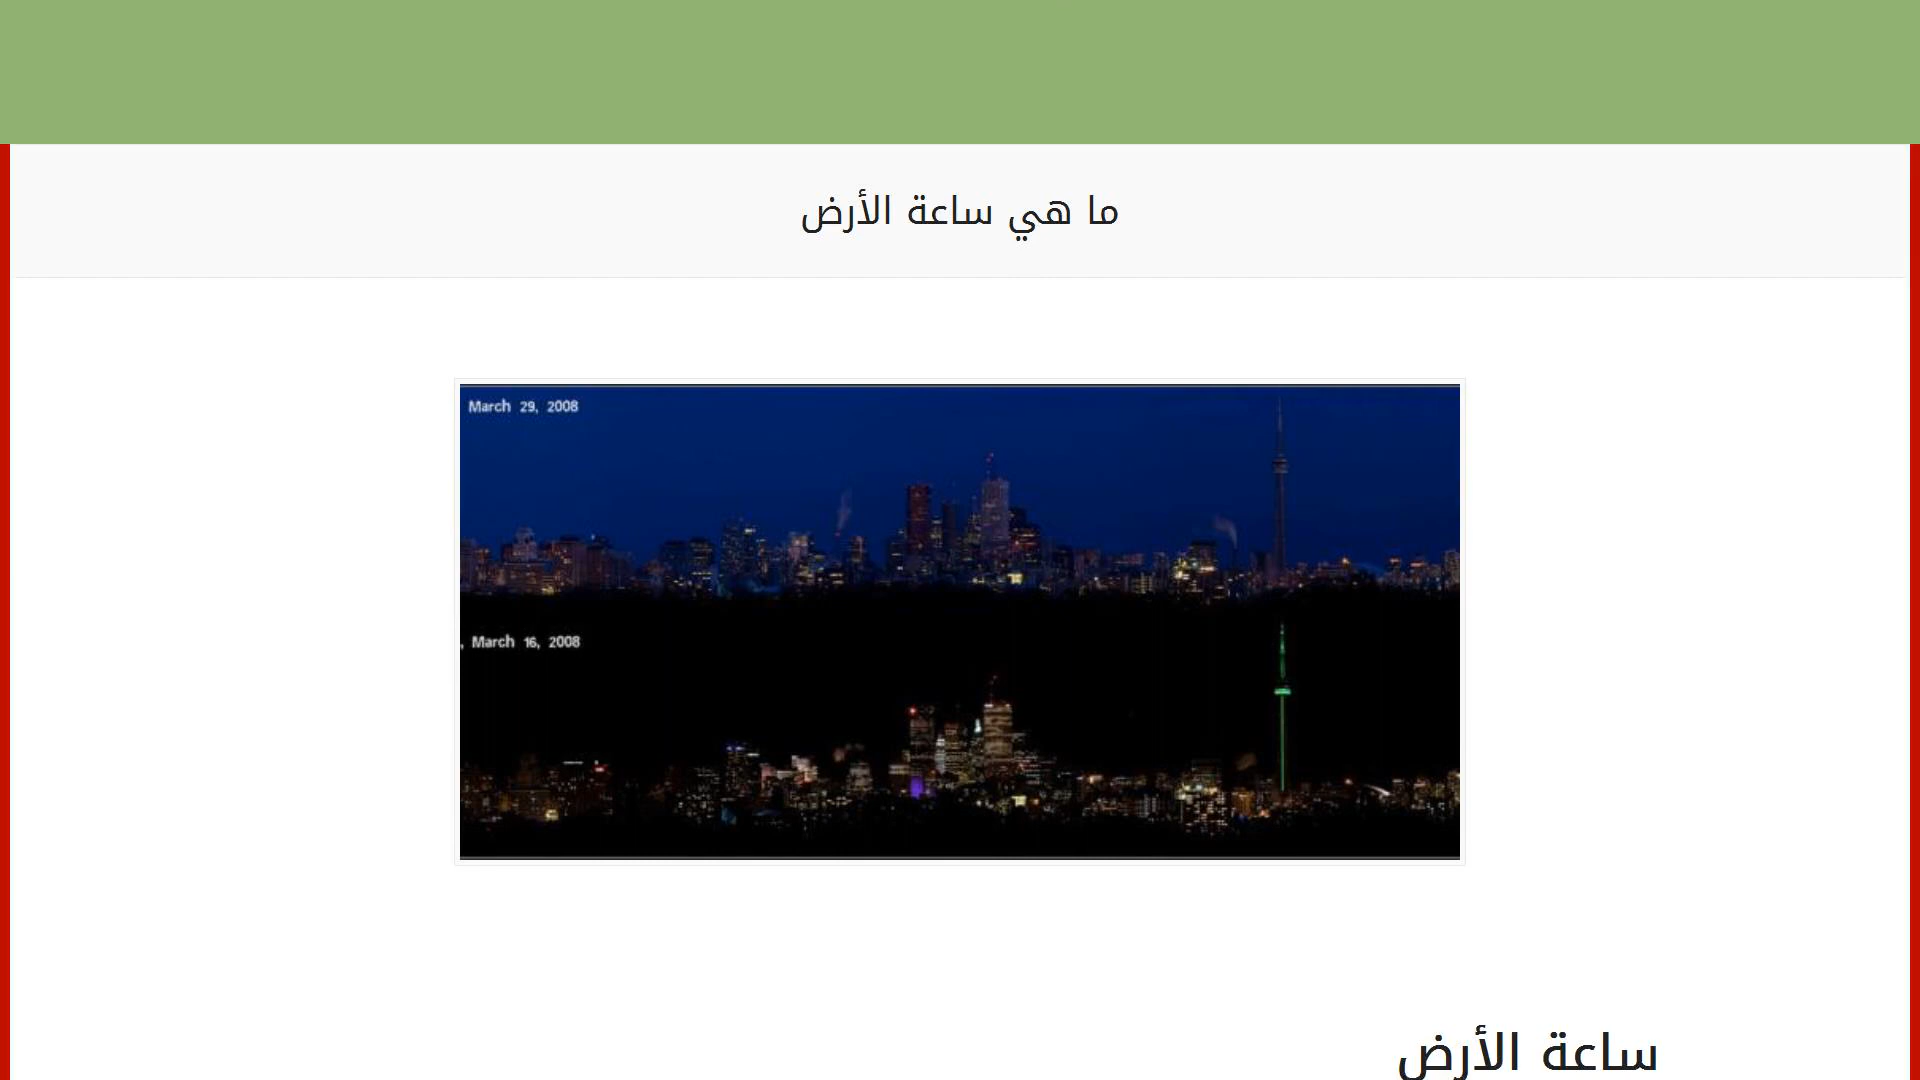 ما هي ساعة الأرض
March 29, 2008
, March 16, 2008
ساعة الأرض